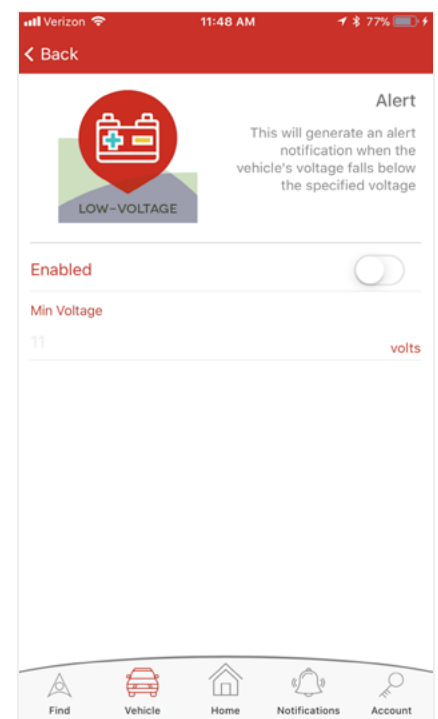 Verizon 11:48 AM 77%
Back
Alert
This will generate an alert
notification when the
vehicle's voltage falls below
the specified voltage
LOW-VOLTAGE
Enabled
Min Voltage
11
volts
Find Vehicle Home Notifications Account